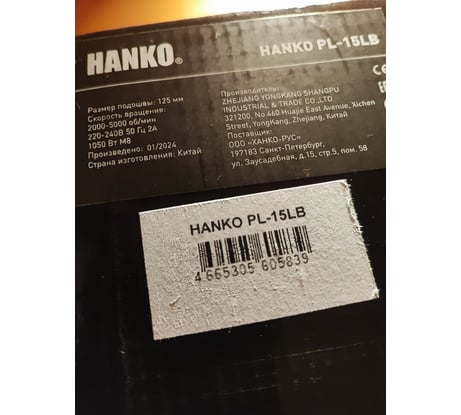 HANKO®
HANKO PL-15LB
Размер подошвы: 125 мм
Скорость вращения:
2000-5000 об/мин
220-240В 50 Гц 2А
1050 Вт М8
Произведено: 01/2024
Страна изготовления: Китай
Производитель:
ZHEJIANG YONGKANG SHANGPU
INDUSTRIAL & TRADE CO.,LTD
321200, No 460 Huajie East Avenue, Xichen
Street, YongKang, Zhejiang, Китай
Поставщик:
ООО «ХАНКО-РУС»
197183 Санкт-Петербург,
ул. Заусадебная, д.15, стр.5, пом. 58
HANKO PL-15LB
4 665305 605839